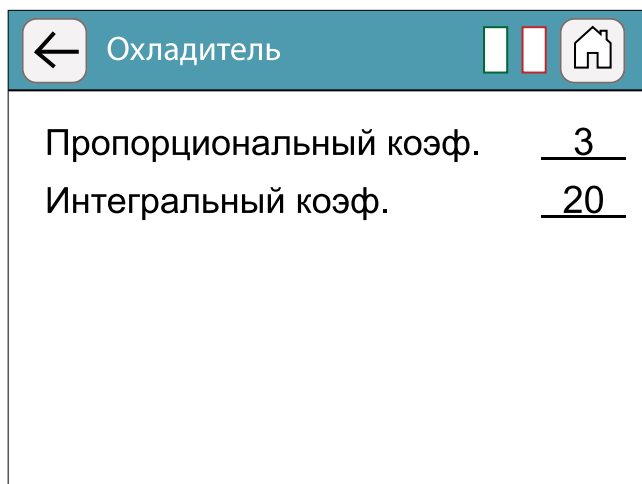 Охладитель
Пропорциональный коэф. 3
Интегральный коэф. 20